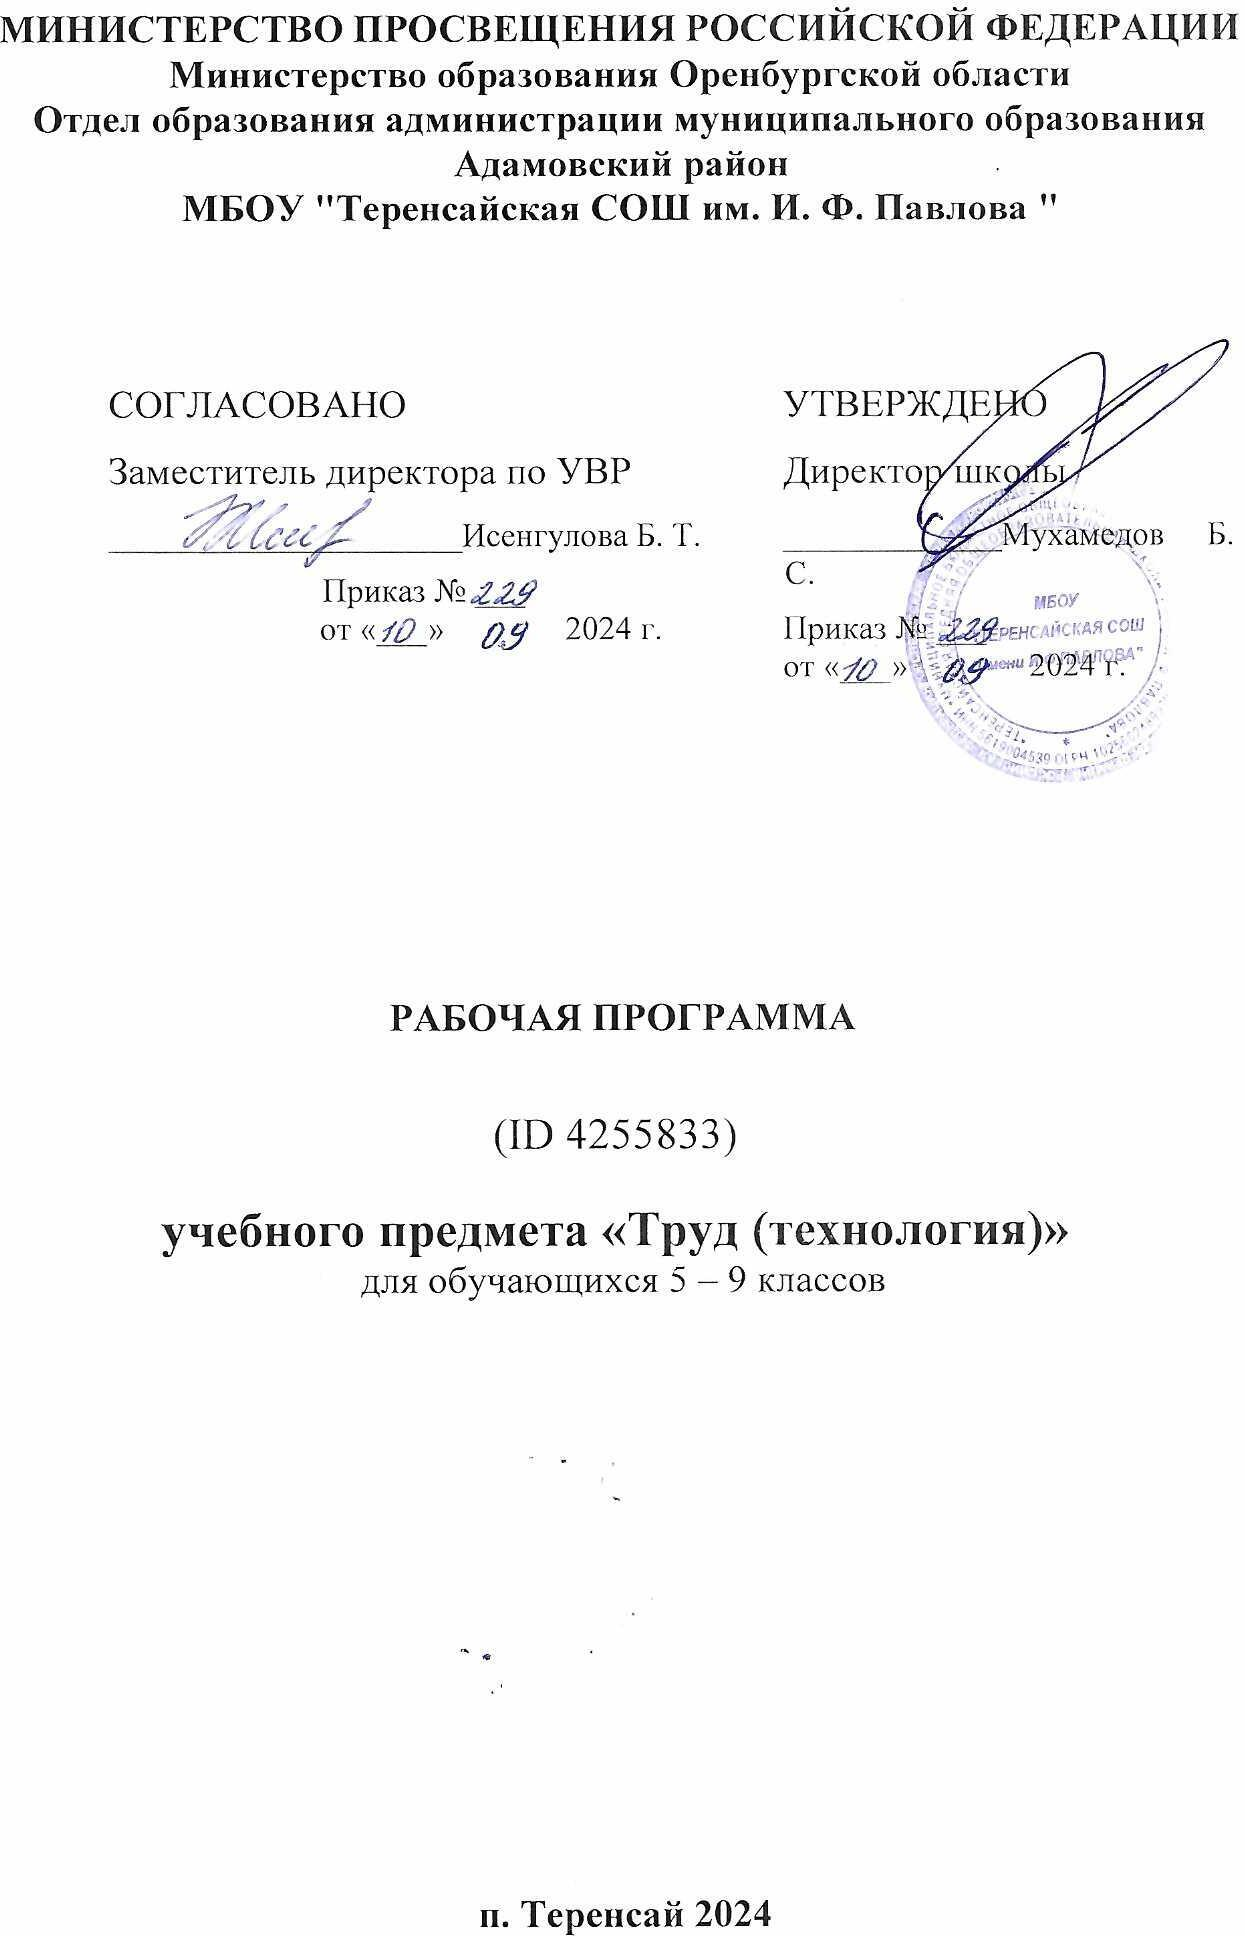 МИНИСТЕРСТВО ПРОСВЕЩЕНИЯ РОССИЙСКОЙ ФЕДЕРАЦИИ
Министерство образования Оренбургской области
Отдел образования администрации муниципального образования
Адамовский район
МБОУ "Теренсайская СОШ им. И. Ф. Павлова "
СОГЛАСОВАНО
Заместитель директора по УВР
Исенгулова Б. Т.
Приказ № 229
от «10» 09 2024 г.
УТВЕРЖДЕНО
Директор школы
Мухамедов Б.
С.
Приказ № 229
от «10» 09 2024 г.
МБОУ
ТЕРЕНСАЙСКАЯ СОШ
имени И.Ф.ПАВЛОВА"
РАБОЧАЯ ПРОГРАММА
(ID 4255833)
учебного предмета «Труд (технология)»
для обучающихся 5 – 9 классов
п. Теренсай 2024